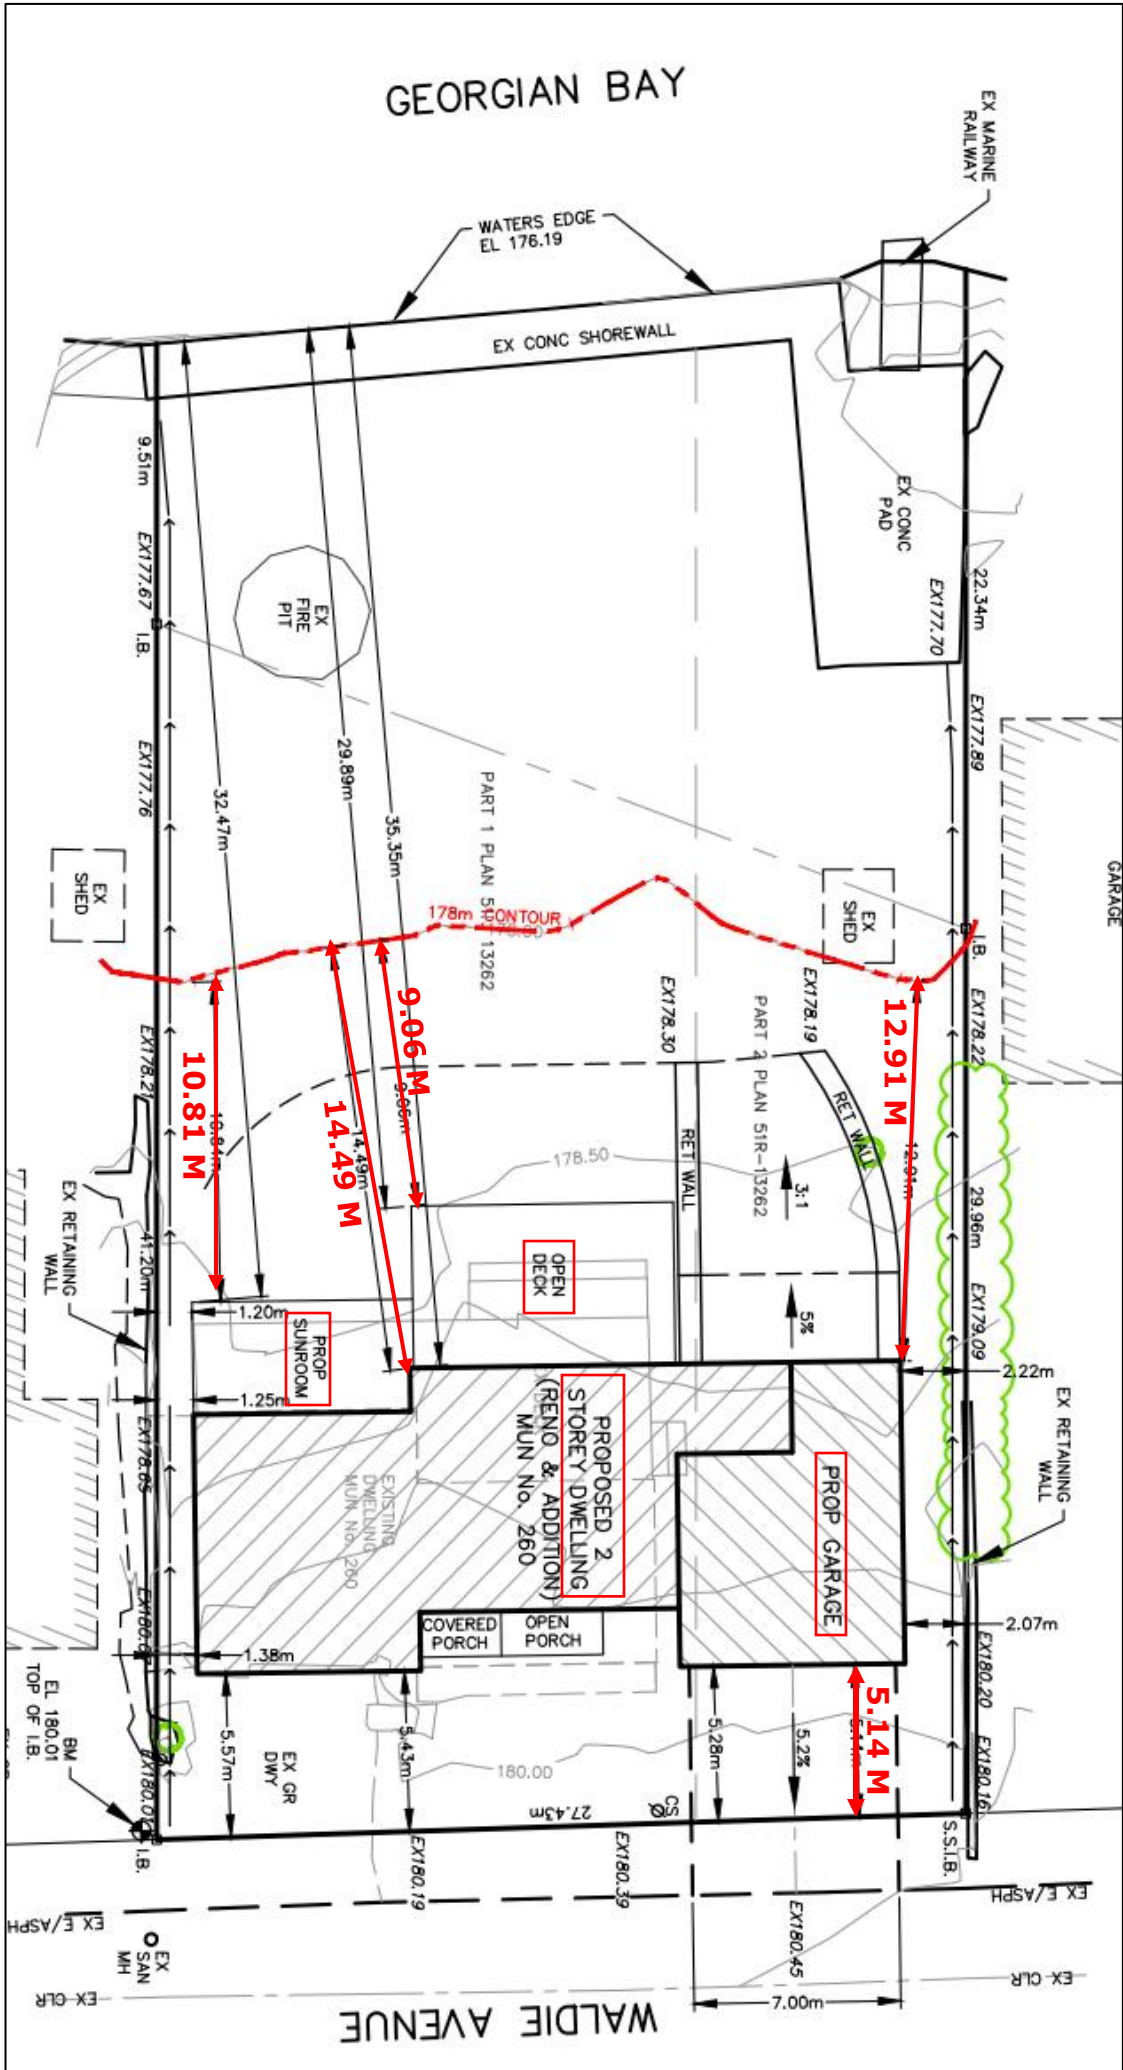 GEORGIAN BAY
EX MARINE
RAILWAY
WATERS EDGE
EL 176.19
EX CONC SHOREWALL
EX CONC
PAD
9.51m
EX177.67
I.B.
EX
FIRE
PIT
22.34m
EX177.70
EX177.89
GARAGE
EX177.76
32.47m
29.89m
35.35m
PART 1 PLAN 51R-13262
EX
SHED
178m CONTOUR
EX
SHED
I.B.
EX178.21
EX178.30
PART 2 PLAN 51R-13262
EX178.19
EX178.22
10.81 M
14.49 M
9.06 M
12.91 M
14.49m
9.06m
12.91m
RET WALL
RET WALL
178.50
3:1
29.96m
EX RETAINING
WALL
41.20m
1.20m
OPEN
DECK
5%
EX179.09
PROP
SUNROOM
1.25m
2.22m
EX RETAINING
WALL
PROPOSED 2
STOREY DWELLING
(RENO & ADDITION)
MUN No. 260
PROP GARAGE
EXISTING
DWELLING
MUN No. 260
COVERED
PORCH
OPEN
PORCH
1.38m
2.07m
EX180.20
BM
EL 180.01
TOP OF I.B.
5.57m
EX GR
DWY
5.43m
180.00
5.28m
5.2%
5.14 M
EX180.16
27.43m
CS
I.B.
S.S.I.B.
EX180.19
EX180.39
EX180.45
EX E/ASPH
EX E/ASPH
EX
SAN
MH
EX CLR
EX CLR
7.00m
WALDIE AVENUE